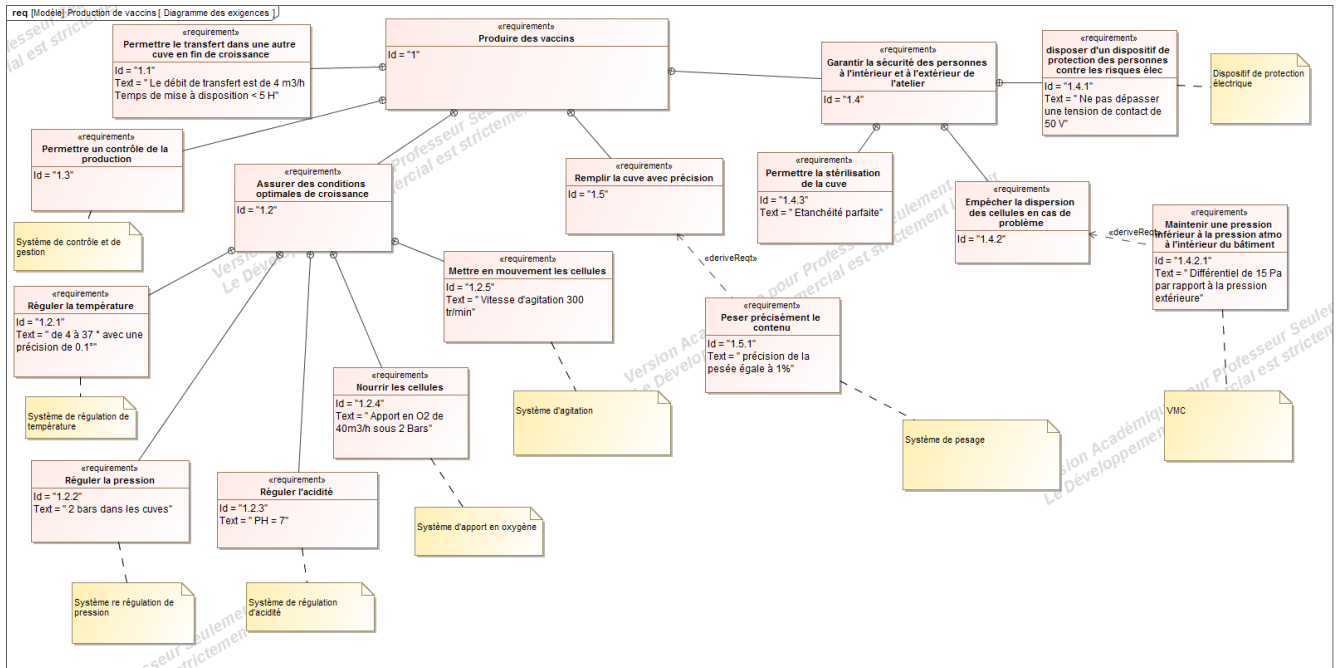 req [Modèle] Production de vaccins [ Diagramme des exigences ]
«requirement»
Permettre le transfert dans une autre
cuve en fin de croissance
Id = "1.1"
Text = " Le débit de transfert est de 4 m3/h
Temps de mise à disposition < 5 H"
«requirement»
Produire des vaccins
Id = "1"
«requirement»
Garantir la sécurité des personnes
à l'intérieur et à l'extérieur de
l'atelier
Id = "1.4"
«requirement»
disposer d'un dispositif de
protection des personnes
contre les risques élec
Id = "1.4.1"
Text = " Ne pas dépasser
une tension de contact de
50 V"
Dispositif de protection
électrique
«requirement»
Permettre un contrôle de la
production
Id = "1.3"
Système de contrôle et de
gestion
«requirement»
Assurer des conditions
optimales de croissance
Id = "1.2"
«requirement»
Remplir la cuve avec précision
Id = "1.5"
«requirement»
Permettre la stérilisation
de la cuve
Id = "1.4.3"
Text = " Etanchéité parfaite"
«requirement»
Empécher la dispersion
des cellules en cas de
problème
Id = "1.4.2"
«deriveReqt»
«requirement»
Maintenir une pression
inférieur à la pression atmo
à l'intérieur du bâtiment
Id = "1.4.2.1"
Text = " Différentiel de 15 Pa
par rapport à la pression
extérieure"
VMC
«requirement»
Réguler la température
Id = "1.2.1"
Text = " de 4 à 37 ° avec une
précision de 0.1°"
Système de régulation de
température
«requirement»
Mettre en mouvement les cellules
Id = "1.2.5"
Text = " Vitesse d'agitation 300
tr/min"
Système d'agitation
«deriveReqt»
«requirement»
Peser précisément le
contenu
Id = "1.5.1"
Text = " précision de la
pesée égale à 1%"
Système de pesage
«requirement»
Nourrir les cellules
Id = "1.2.4"
Text = " Apport en O2 de
40m3/h sous 2 Bars"
Système d'apport en oxygène
«requirement»
Réguler la pression
Id = "1.2.2"
Text = " 2 bars dans les cuves"
Système re régulation de
pression
«requirement»
Réguler l'acidité
Id = "1.2.3"
Text = " PH = 7"
Système de régulation
d'acidité